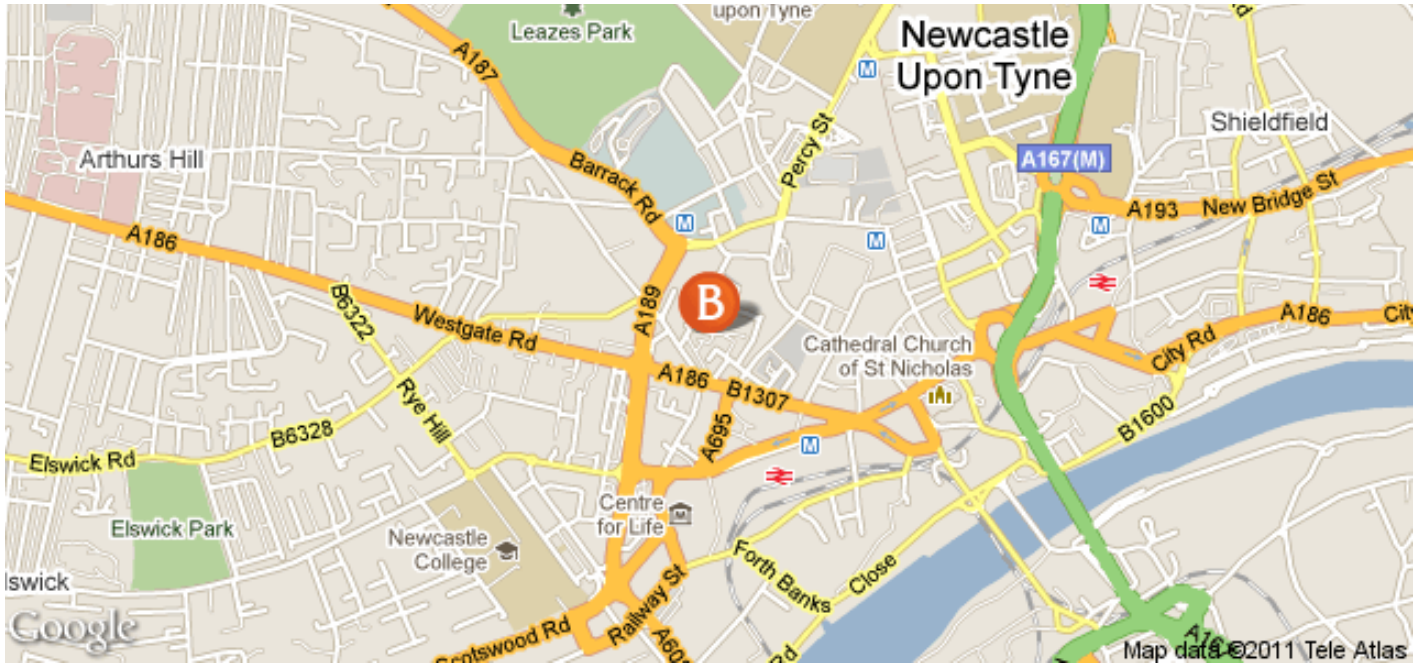 upon Tyne
Leazes Park
Newcastle
Upon Tyne
A187
M
Percy St
Shieldfield
Arthurs Hill
Barrack Rd
A167(M)
A193
New Bridge St
M
M
M
A186
B6322
A189
B
Westgate Rd
A186
City
City Rd
Cathedral Church
of St Nicholas
A186
B1307
Rye Hill
B6328
A695
M
B1600
Elswick Rd
Centre
for Life
Elswick Park
Newcastle
College
Forth Banks
Close
lswick
Railway St
Google
Scotswood Rd
Rd
Map data ©2011 Tele Atlas